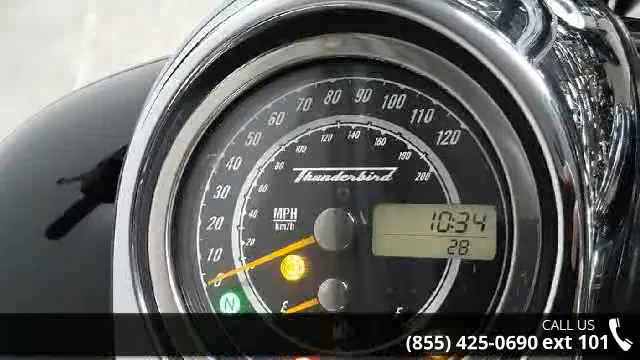 0 10 20 30 40 50 60 70 80 90 100 110 120
20 40 60 80 100 120 140 160 180 200
Thunderbird
MPH
km/h
10:34
28
N
E F
CALL US
(855) 425-0690 ext 101